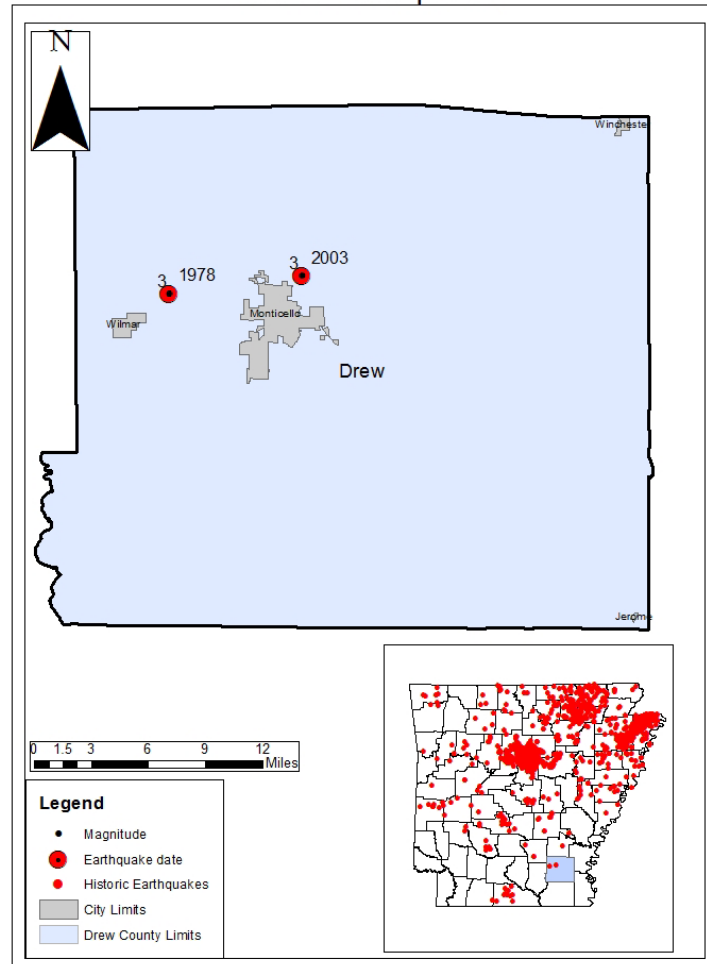 N
Winchester
3 2003
3 1978
Monticello
Wilmar
Drew
Jerome
0 1.5 3 6 9 12
Miles
Legend
Magnitude
Earthquake date
Historic Earthquakes
City Limits
Drew County Limits